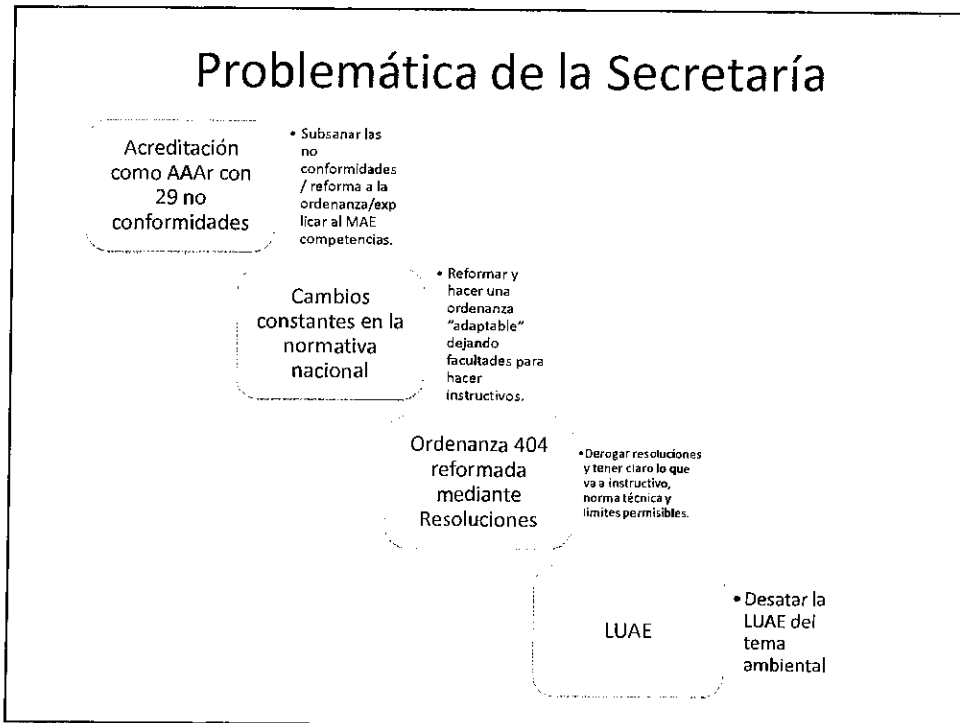 Problemática de la Secretaría
Acreditación
como AAAr con
29 no
conformidades
• Subsanar las
no
conformidades
/ reforma a la
ordenanza/exp
licar al MAE
competencias.
Cambios
constantes en la
normativa
nacional
• Reformar y
hacer una
ordenanza
"adaptable"
dejando
facultades para
hacer
instructivos.
Ordenanza 404
reformada
mediante
Resoluciones
•Derogar resoluciones
y tener claro lo que
va a instructivo,
norma técnica y
límites permisibles.
LUAE
• Desatar la
LUAE del
tema
ambiental